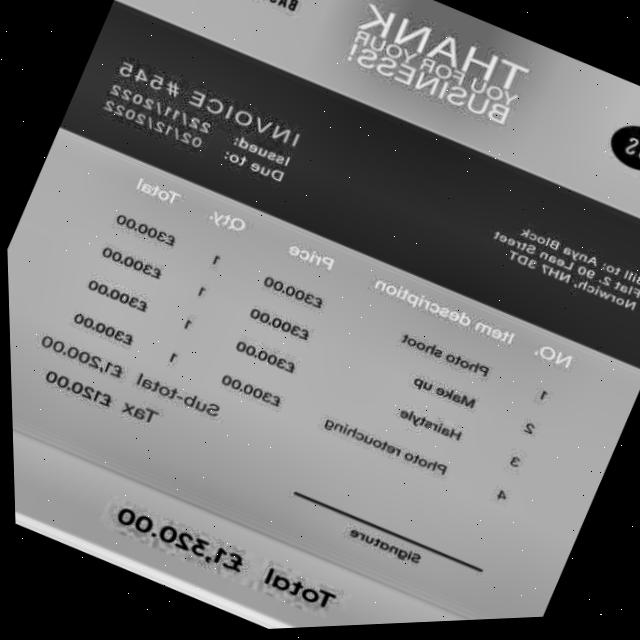 THANK
YOU FOR YOUR
BUSINESS!
INVOICE #545
Issued: 22/11/2022
Due to: 02/12/2022
Bill to: Anya Block
Flat 2, 90 Leam Street
Norwich, NH7 3DT
NO. Item description Price Qty. Total
1 Photo shoot £300.00 1 £300.00
2 Make up £300.00 1 £300.00
3 Hairstyle £300.00 1 £300.00
4 Photo retouching £300.00 1 £300.00
Sub-total £1,200.00
Tax £120.00
Signature
Total £1,320.00